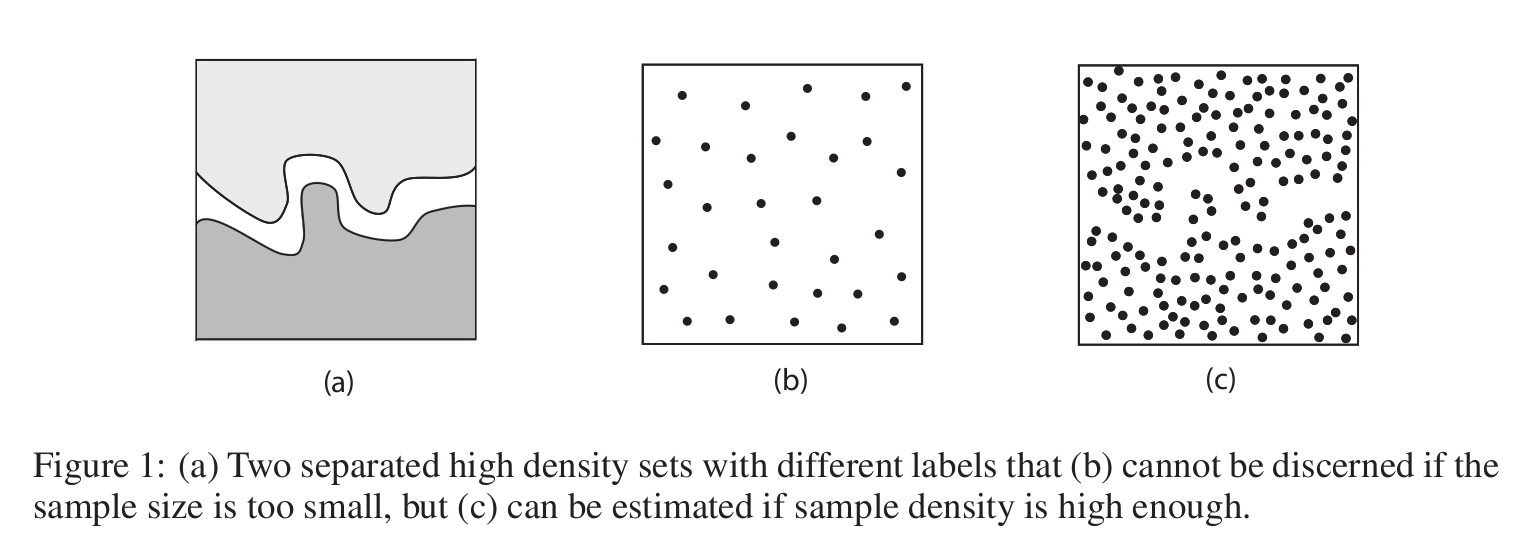 (a)
(b)
(c)
Figure 1: (a) Two separated high density sets with different labels that (b) cannot be discerned if the
sample size is too small, but (c) can be estimated if sample density is high enough.